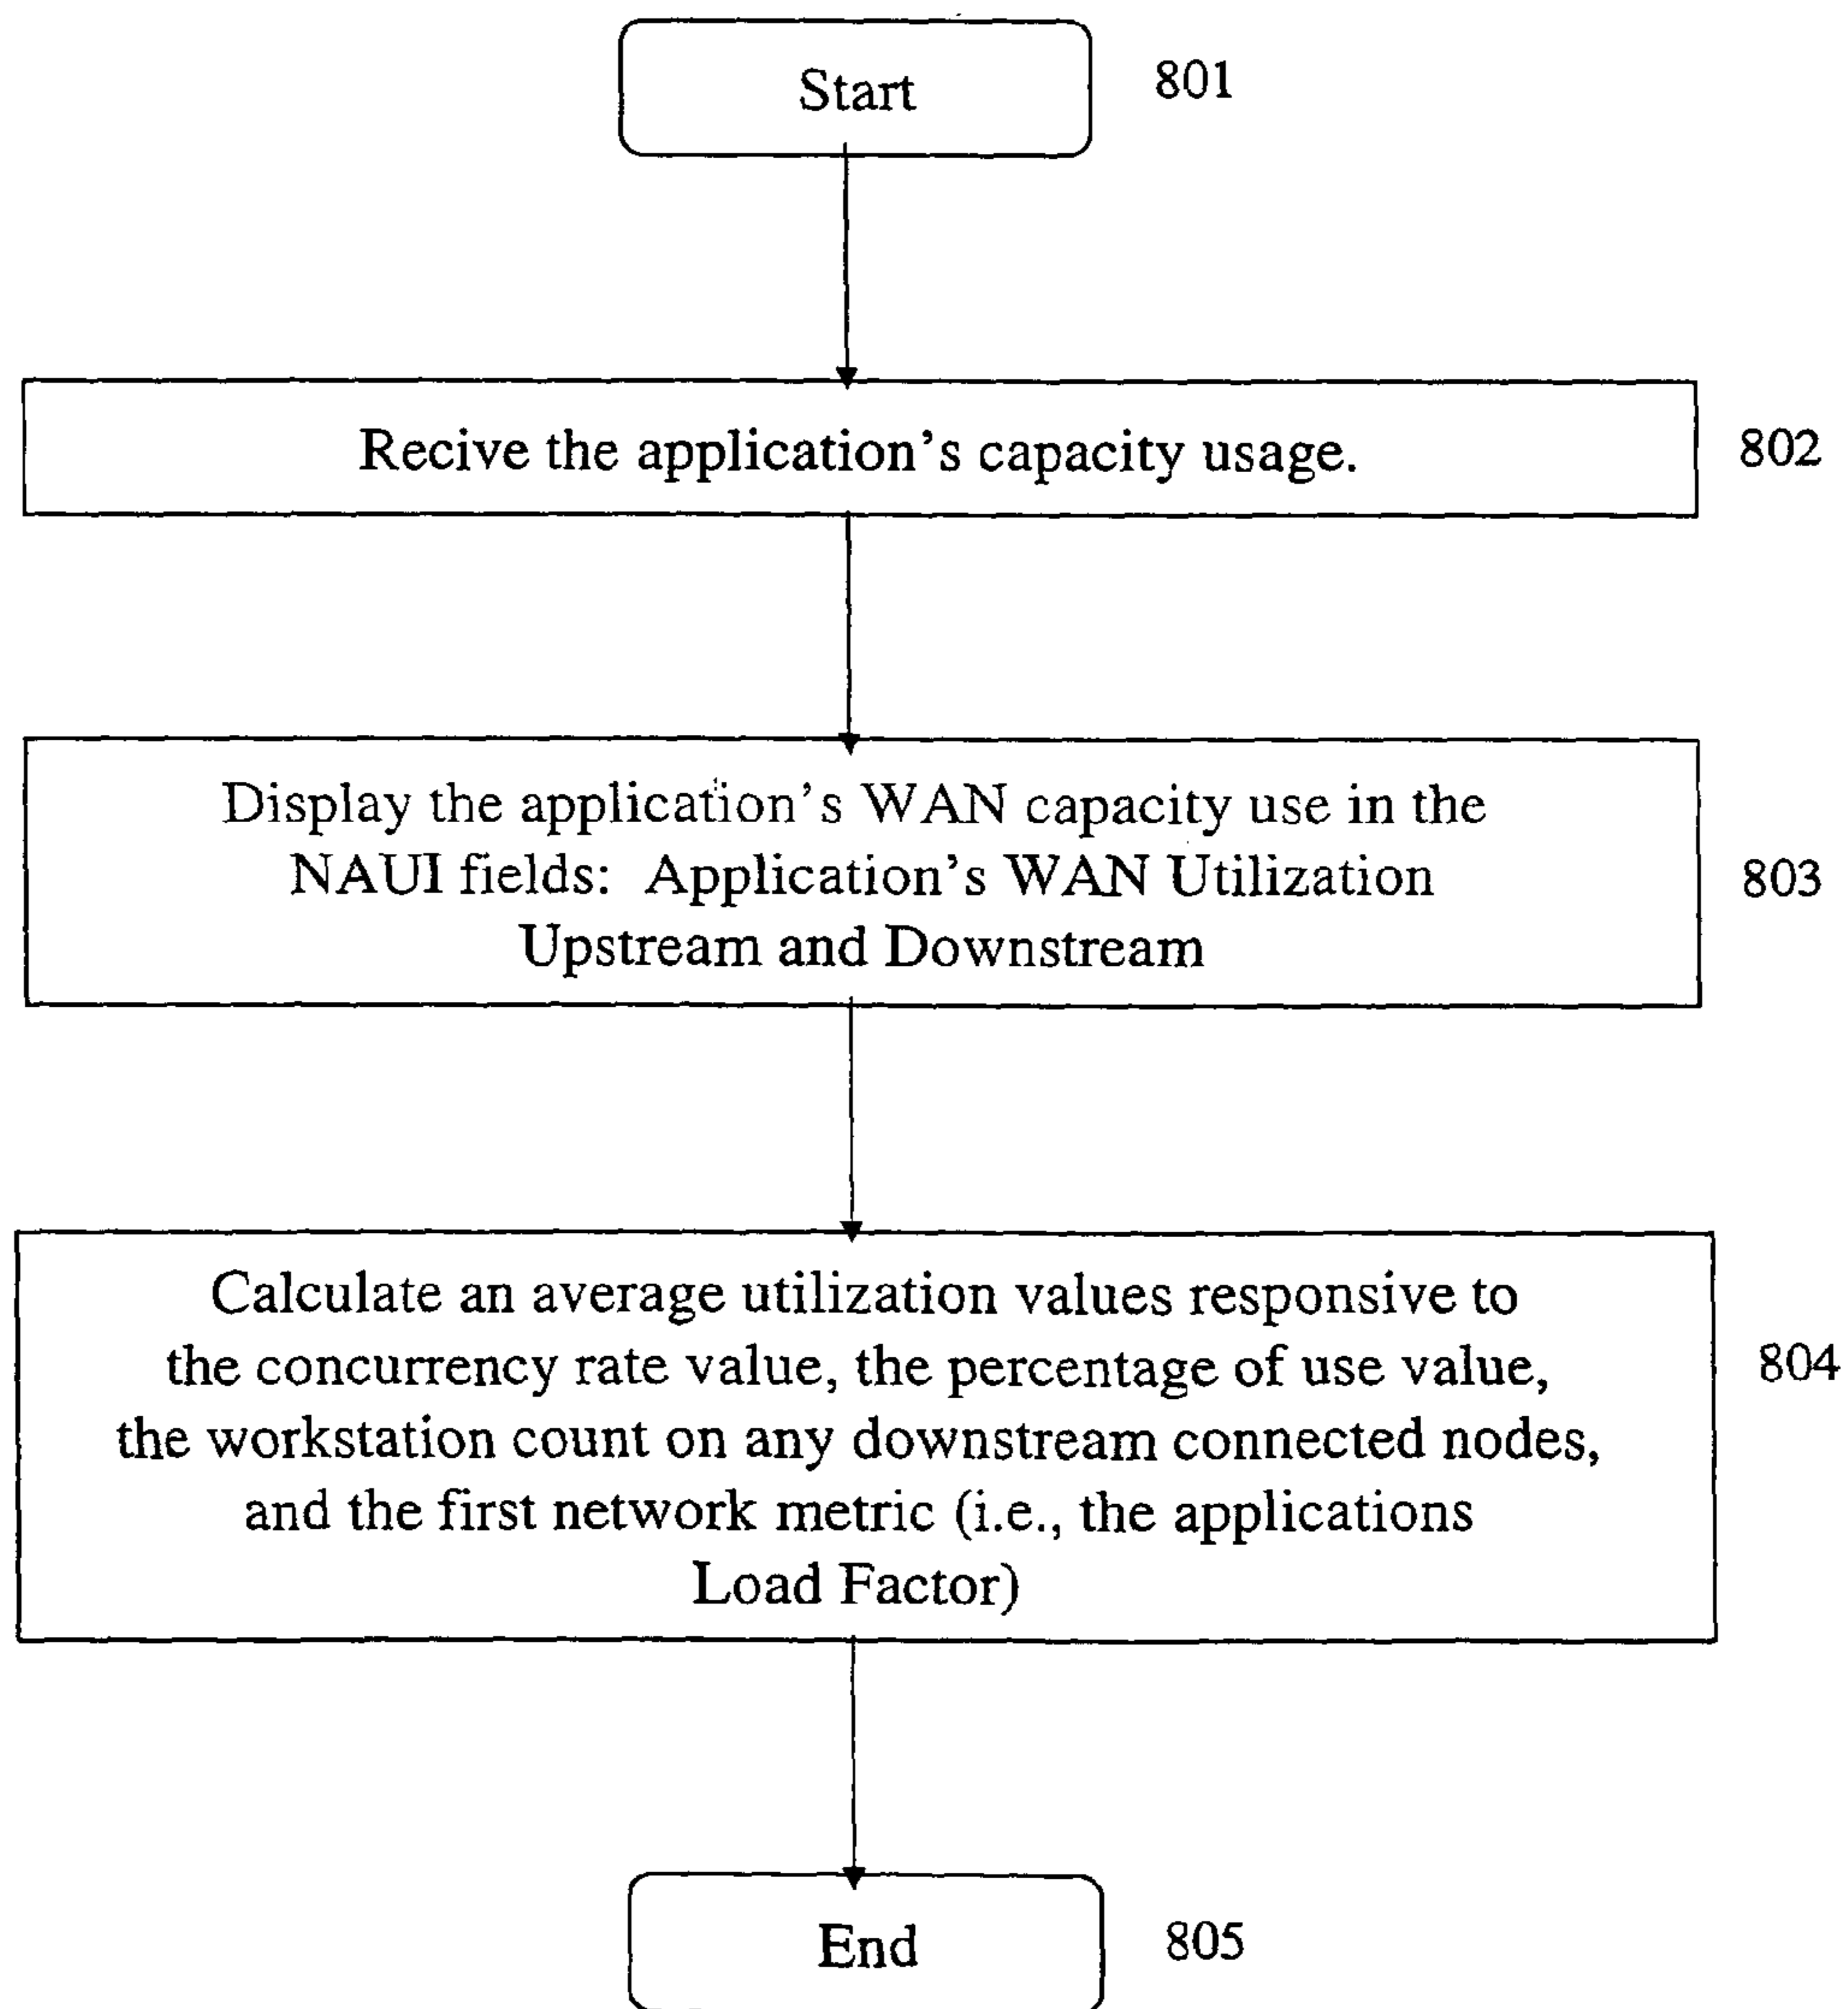 Start
801
Recive the application's capacity usage.
802
Display the application's WAN capacity use in the
NAUI fields: Application's WAN Utilization
Upstream and Downstream
803
Calculate an average utilization values responsive to
the concurrency rate value, the percentage of use value,
the workstation count on any downstream connected nodes,
and the first network metric (i.e., the applications
Load Factor)
804
End
805